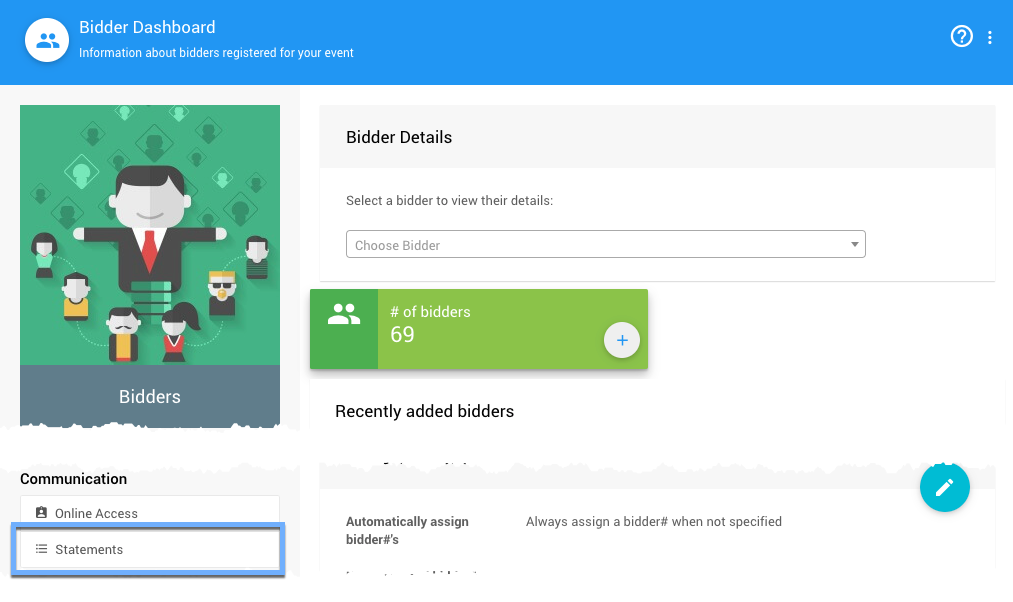 Bidder Dashboard
Information about bidders registered for your event
Bidders
Communication
Online Access
Statements
Bidder Details
Select a bidder to view their details:
Choose Bidder
# of bidders
69
Recently added bidders
Automatically assign
bidder#'s
Always assign a bidder# when not specified